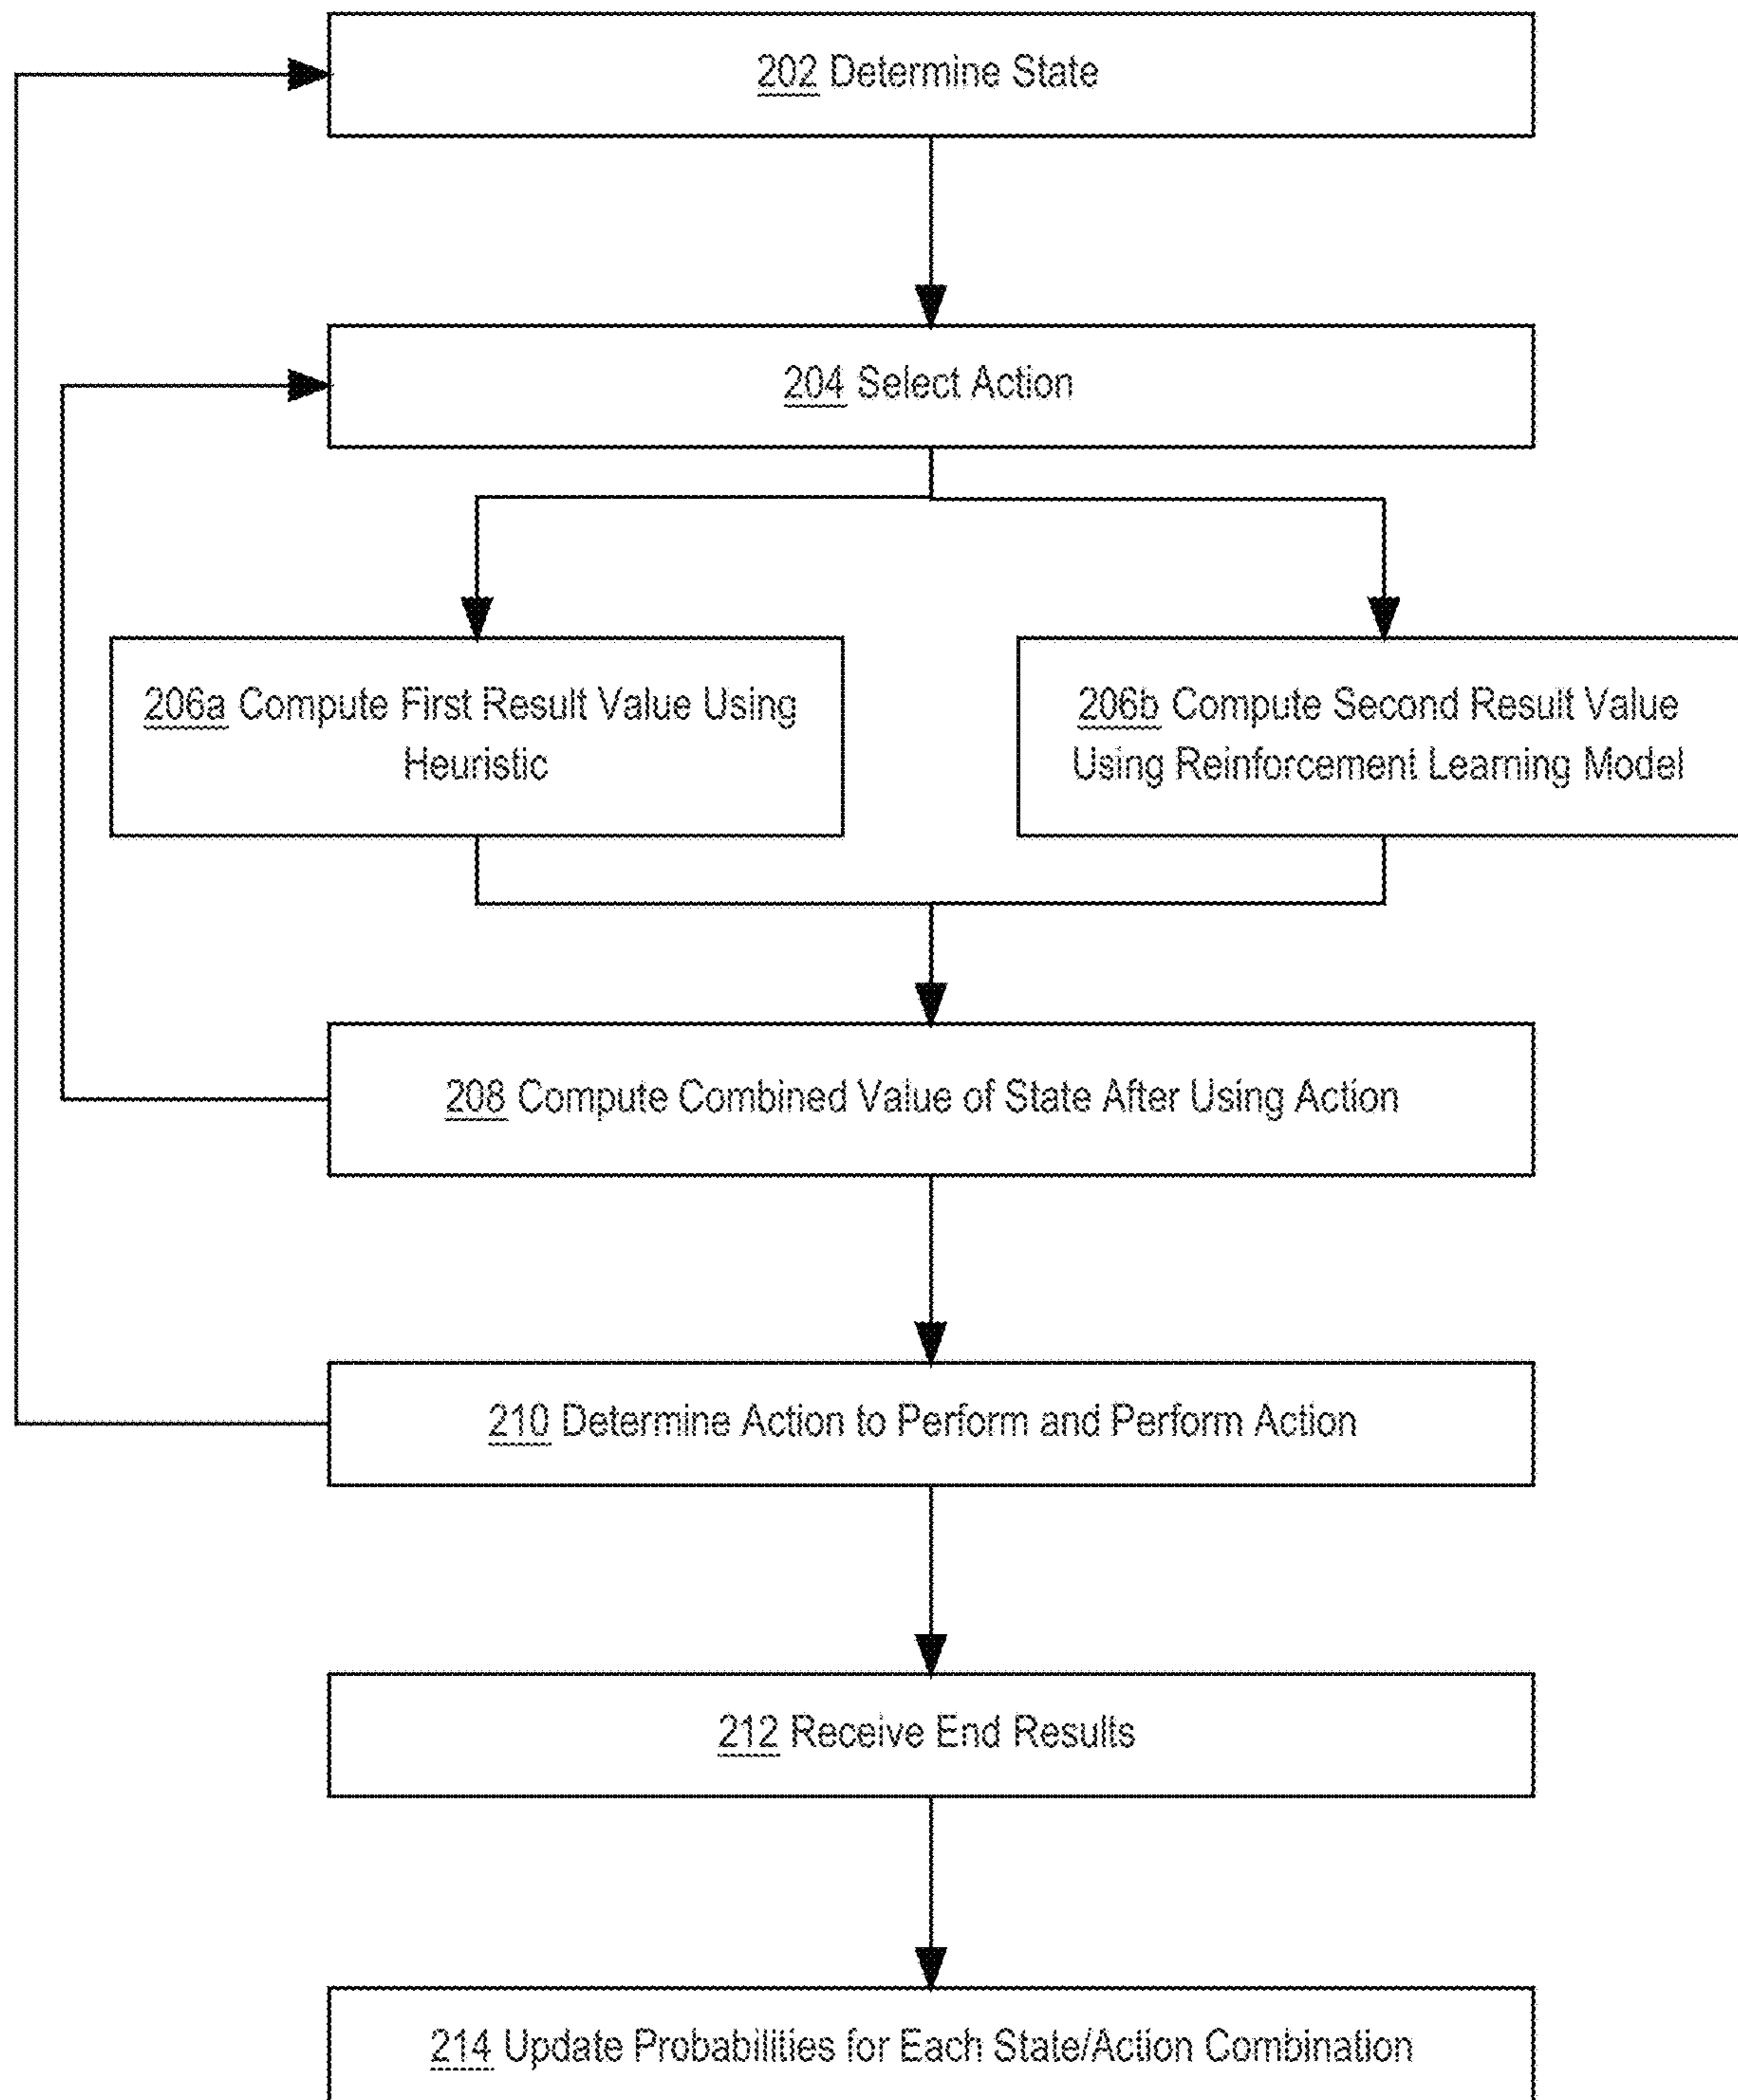 202 Determine State
204 Select Action
206a Compute First Result Value Using
Heuristic
206b Compute Second Result Value
Using Reinforcement Learning Model
208 Compute Combined Value of State After Using Action
210 Determine Action to Perform and Perform Action
212 Receive End Results
214 Update Probabilities for Each State/Action Combination